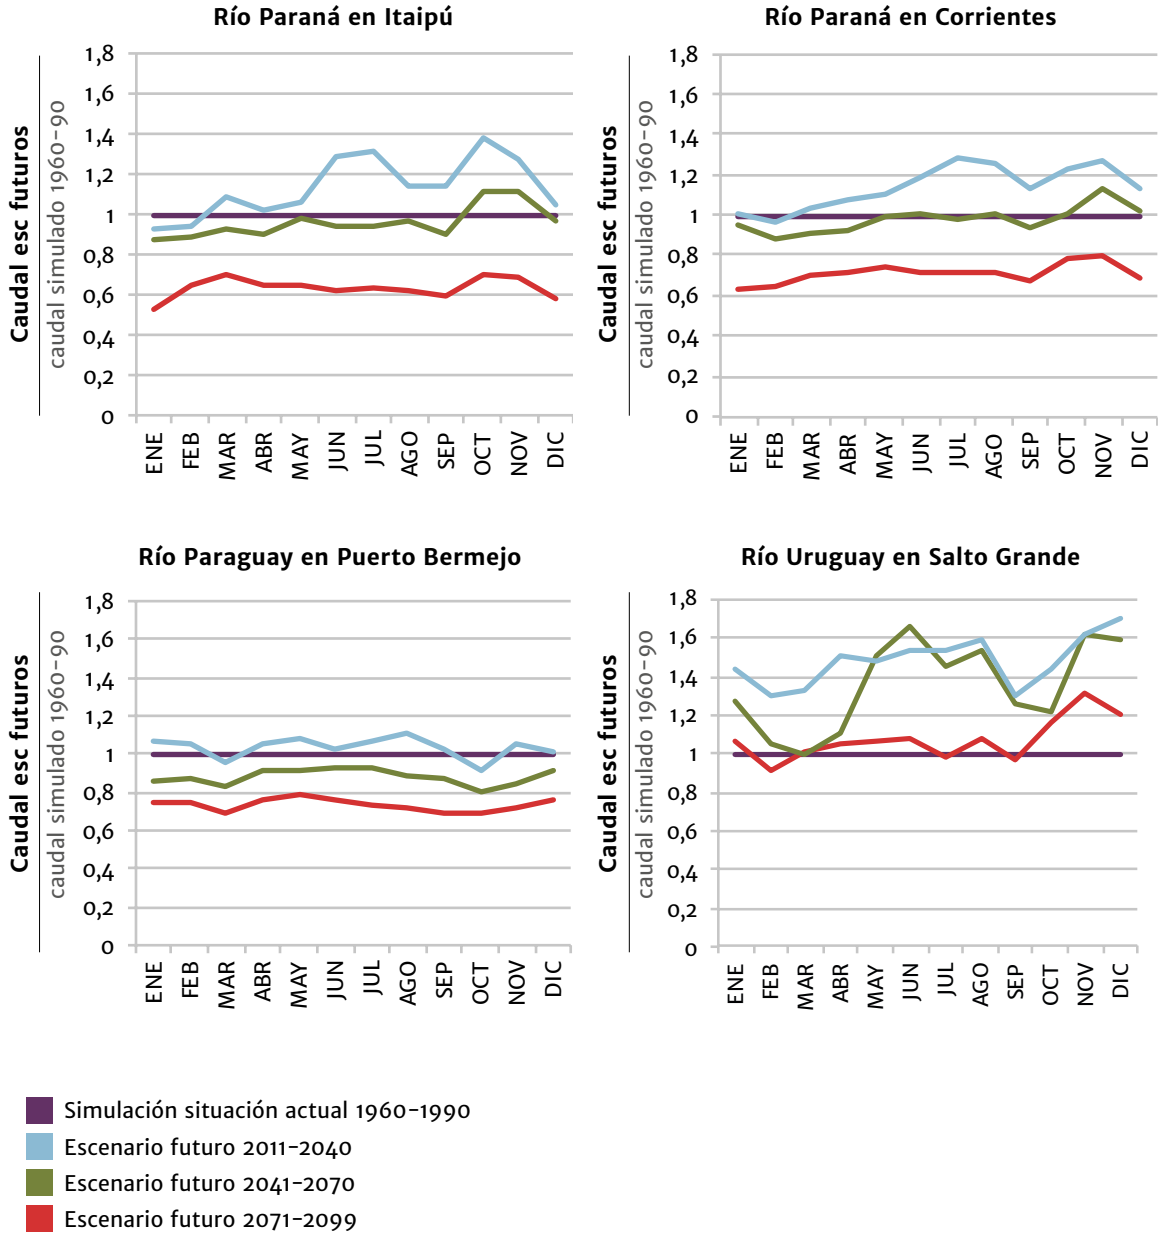 Río Paraná en Itaipú
Caudal esc futuros
caudal simulado 1960-90
1,8
1,6
1,4
1,2
1
0,8
0,6
0,4
0,2
0
ENE FEB MAR ABR MAY JUN JUL AGO SEP OCT NOV DIC
Río Paraná en Corrientes
Caudal esc futuros
caudal simulado 1960-90
1,8
1,6
1,4
1,2
1
0,8
0,6
0,4
0,2
0
ENE FEB MAR ABR MAY JUN JUL AGO SEP OCT NOV DIC
Río Paraguay en Puerto Bermejo
Caudal esc futuros
caudal simulado 1960-90
1,8
1,6
1,4
1,2
1
0,8
0,6
0,4
0,2
0
ENE FEB MAR ABR MAY JUN JUL AGO SEP OCT NOV DIC
Río Uruguay en Salto Grande
Caudal esc futuros
caudal simulado 1960-90
1,8
1,6
1,4
1,2
1
0,8
0,6
0,4
0,2
0
ENE FEB MAR ABR MAY JUN JUL AGO SEP OCT NOV DIC
Simulación situación actual 1960-1990
Escenario futuro 2011-2040
Escenario futuro 2041-2070
Escenario futuro 2071-2099